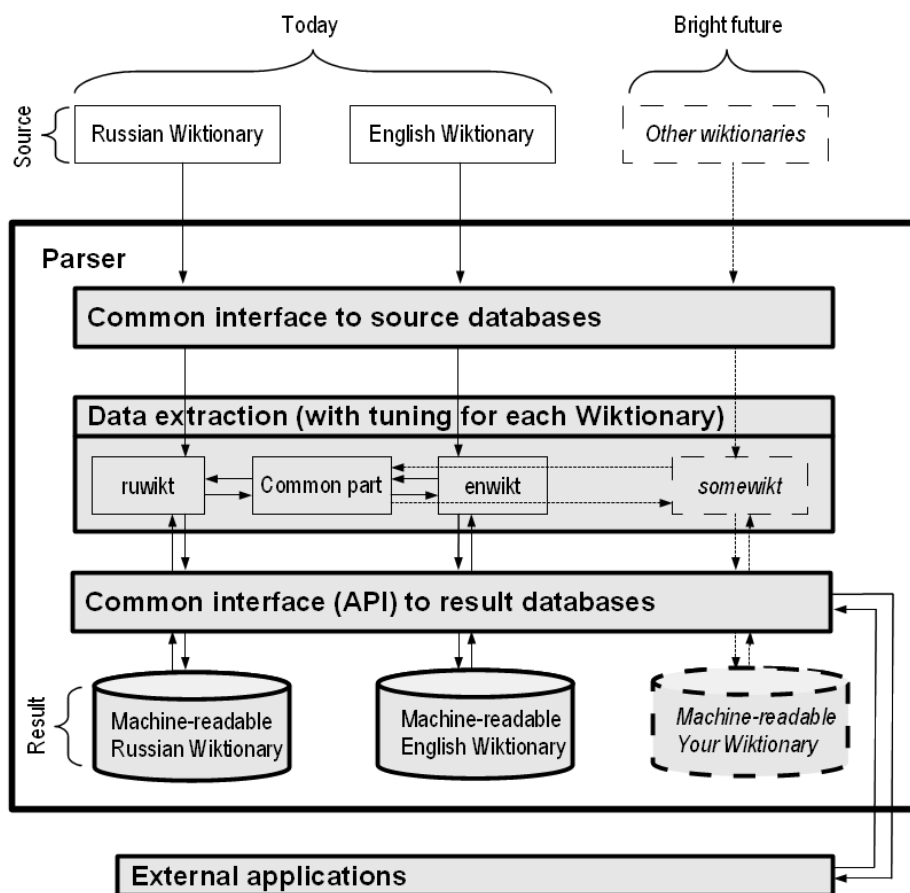 Today
Bright future
Source
Russian Wiktionary
English Wiktionary
Other wiktionaries
Parser
Common interface to source databases
Data extraction (with tuning for each Wiktionary)
ruwikt
Common part
enwikt
somewikt
Common interface (API) to result databases
Result
Machine-readable
Russian Wiktionary
Machine-readable
English Wiktionary
Machine-readable
Your Wiktionary
External applications